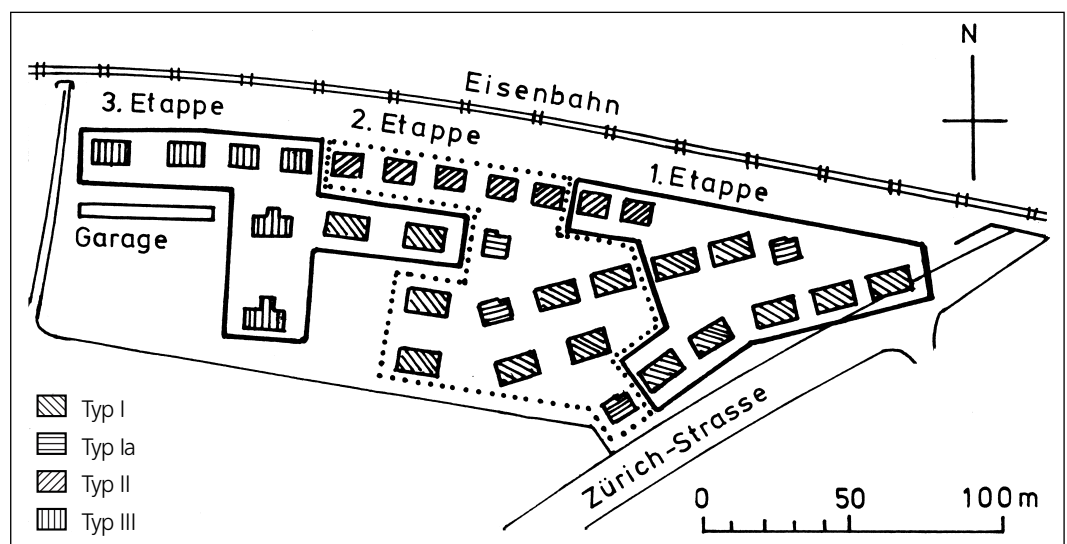 N
Eisenbahn
3. Etappe
2. Etappe
1. Etappe
Garage
Typ I
Typ Ia
Typ II
Typ III
Zürich-Strasse
0 50 100 m